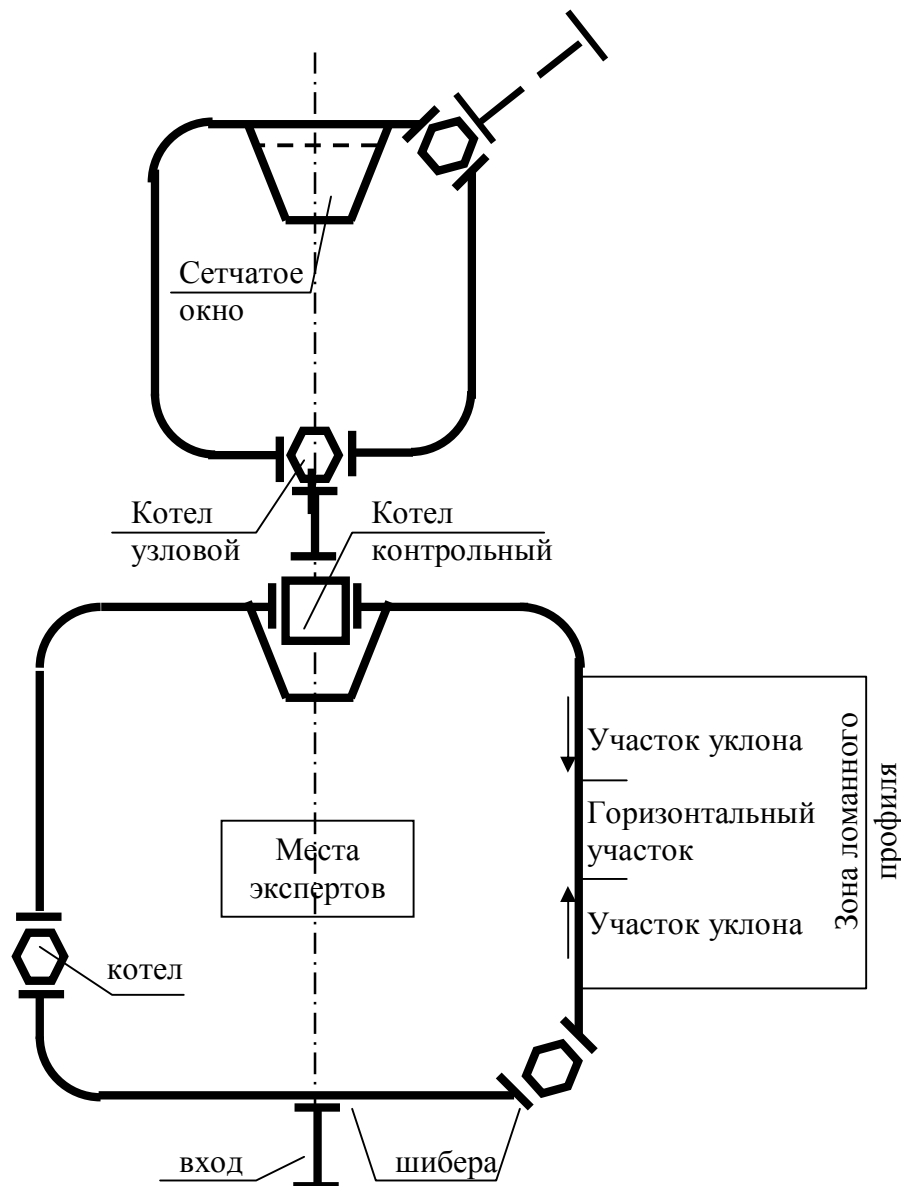 Сетчатое
окно
Котел
узловой
Котел
контрольный
Участок уклона
Горизонтальный
участок
Участок уклона
Зона ломанного
профиля
Места
экспертов
котел
вход
шибера